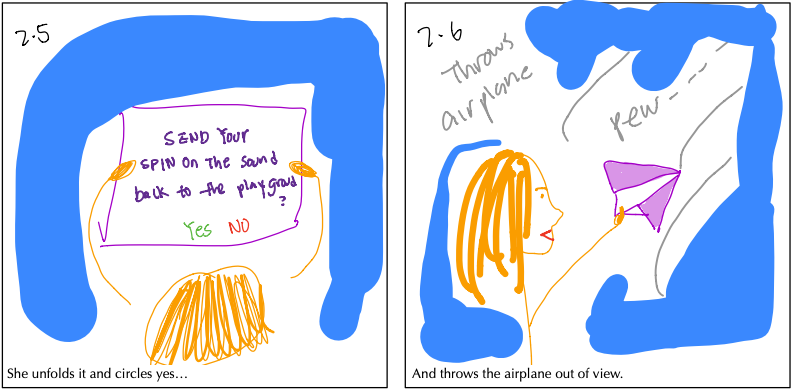 2.5
SEND Your
SPIN on The sound
back to the playground
?
Yes NO
She unfolds it and circles yes…
2.6
Throws
airplane
pew---
And throws the airplane out of view.